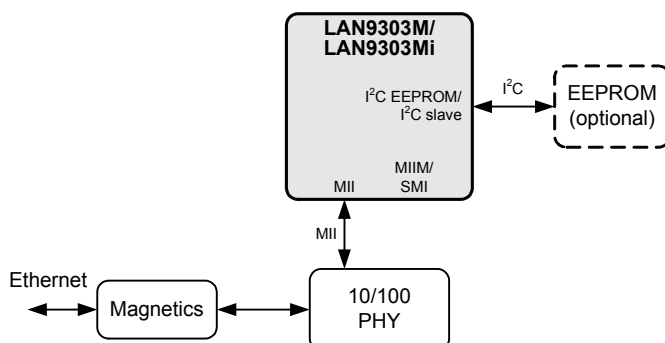 LAN9303M/
LAN9303Mi
I²C EEPROM/
I²C slave
I²C
EEPROM
(optional)
MIIM/
SMI
MII
MII
Ethernet
Magnetics
10/100
PHY